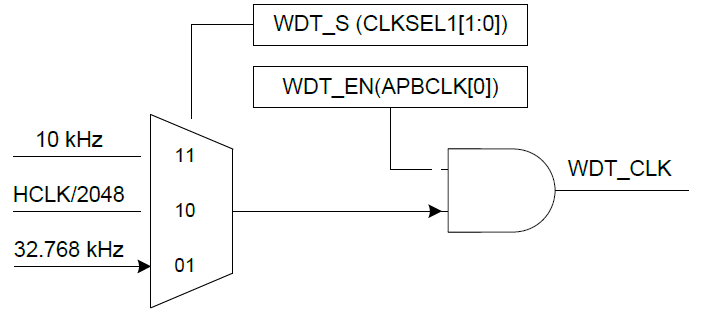 WDT_S (CLKSEL1[1:0])
WDT_EN(APBCLK[0])
10 kHz
11
WDT_CLK
HCLK/2048
10
32.768 kHz
01